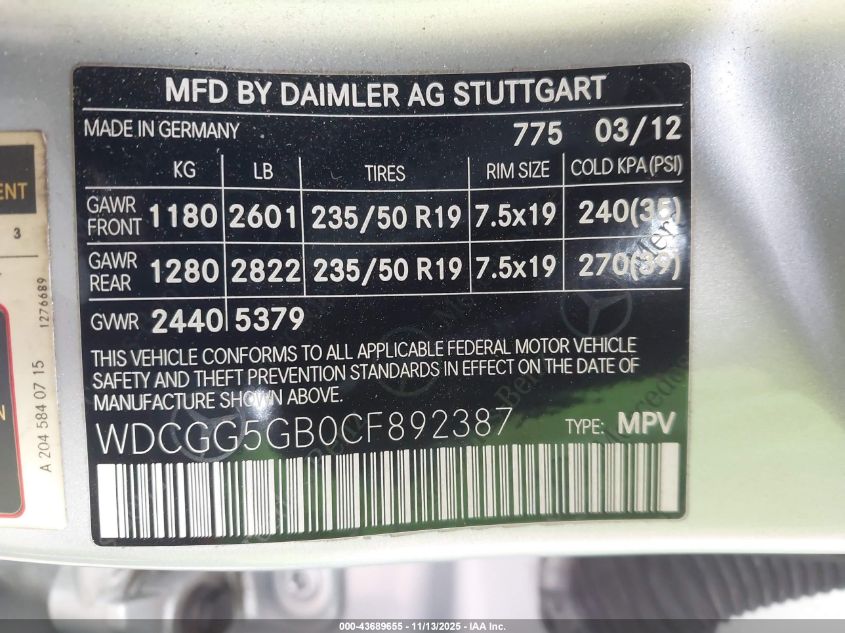 MFD BY DAIMLER AG STUTTGART
MADE IN GERMANY 775 03/12
KG LB TIRES RIM SIZE COLD KPA(PSI)
GAWR FRONT 1180 2601 235/50 R19 7.5x19 240(35)
GAWR REAR 1280 2822 235/50 R19 7.5x19 270(39)
GVWR 2440 5379
THIS VEHICLE CONFORMS TO ALL APPLICABLE FEDERAL MOTOR VEHICLE
SAFETY AND THEFT PREVENTION STANDARDS IN EFFECT ON THE DATE OF
MANUFACTURE SHOWN ABOVE.
WDCGG5GB0CF892387 TYPE: MPV
ENT
3
1276689
A 204 584 07 15
000-43689655 - 11/13/2025 - IAA Inc.